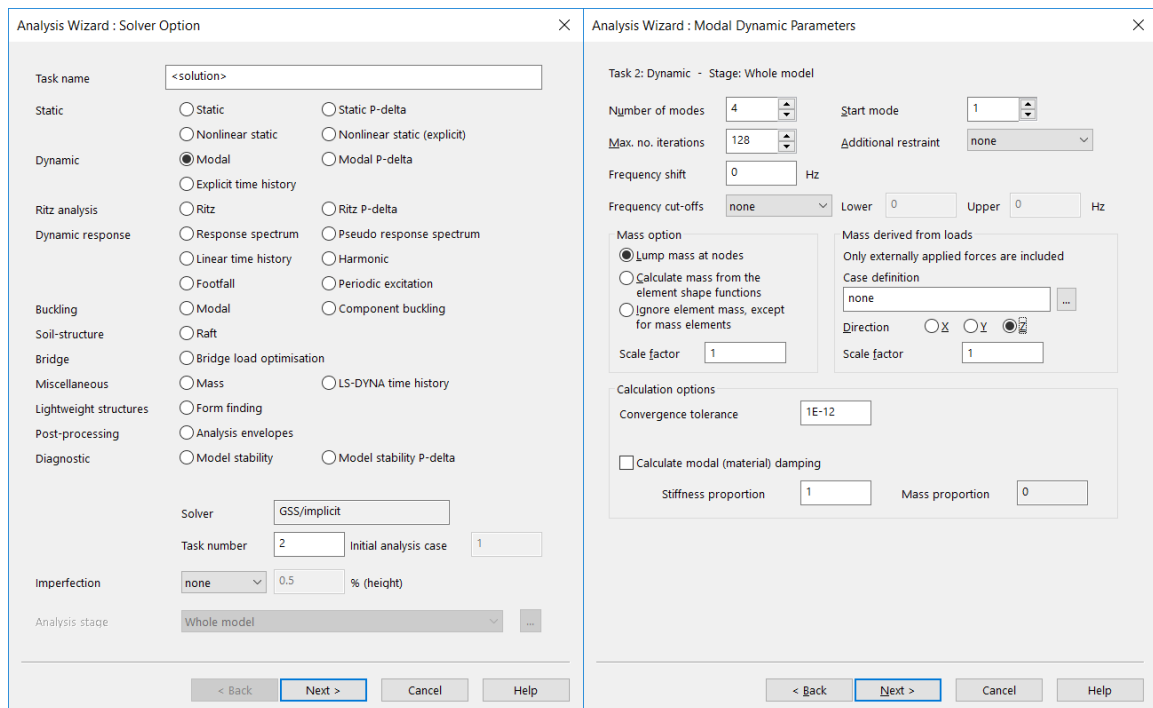 Analysis Wizard : Solver Option
Task name <solution>
Static Static Static P-delta
Nonlinear static Nonlinear static (explicit)
Dynamic Modal Modal P-delta
Explicit time history
Ritz analysis Ritz Ritz P-delta
Dynamic response Response spectrum Pseudo response spectrum
Linear time history Harmonic
Footfall Periodic excitation
Buckling Modal Component buckling
Soil-structure Raft
Bridge Bridge load optimisation
Miscellaneous Mass LS-DYNA time history
Lightweight structures Form finding
Post-processing Analysis envelopes
Diagnostic Model stability Model stability P-delta
Solver GSS/implicit
Task number 2 Initial analysis case 1
Imperfection none 0.5 % (height)
Analysis stage Whole model ...
< Back Next > Cancel Help
Analysis Wizard : Modal Dynamic Parameters
Task 2: Dynamic - Stage: Whole model
Number of modes 4 Start mode 1
Max. no. iterations 128 Additional restraint none
Frequency shift 0 Hz
Frequency cut-offs none Lower 0 Upper 0 Hz
Mass option
Lump mass at nodes
Calculate mass from the
element shape functions
Ignore element mass, except
for mass elements
Scale factor 1
Mass derived from loads
Only externally applied forces are included
Case definition
none ...
Direction X Y Z
Scale factor 1
Calculation options
Convergence tolerance 1E-12
Calculate modal (material) damping
Stiffness proportion 1 Mass proportion 0
< Back Next > Cancel Help